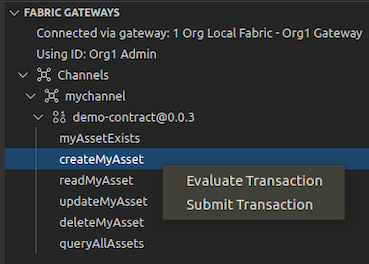 FABRIC GATEWAYS
Connected via gateway: 1 Org Local Fabric - Org1 Gateway
Using ID: Org1 Admin
Channels
mychannel
demo-contract@0.0.3
myAssetExists
createMyAsset
readMyAsset
Evaluate Transaction
updateMyAsset
Submit Transaction
deleteMyAsset
queryAllAssets